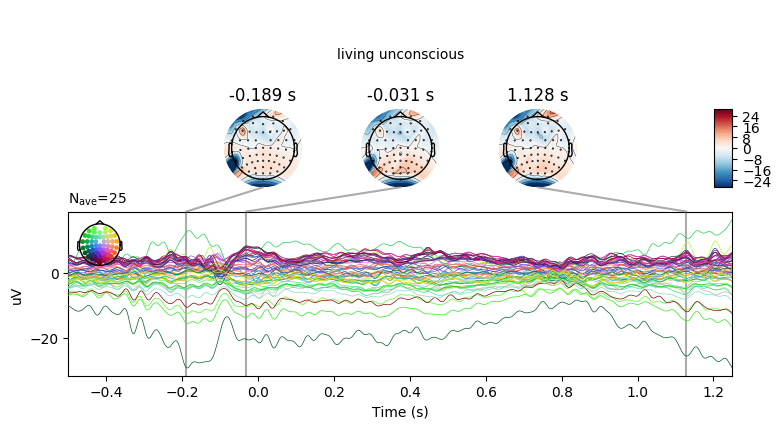 living unconscious
-0.189 s
-0.031 s
1.128 s
24
16
8
0
−8
−16
−24
Nave=25
uV
0
−20
−0.4
−0.2
0.0
0.2
0.4
0.6
0.8
1.0
1.2
Time (s)